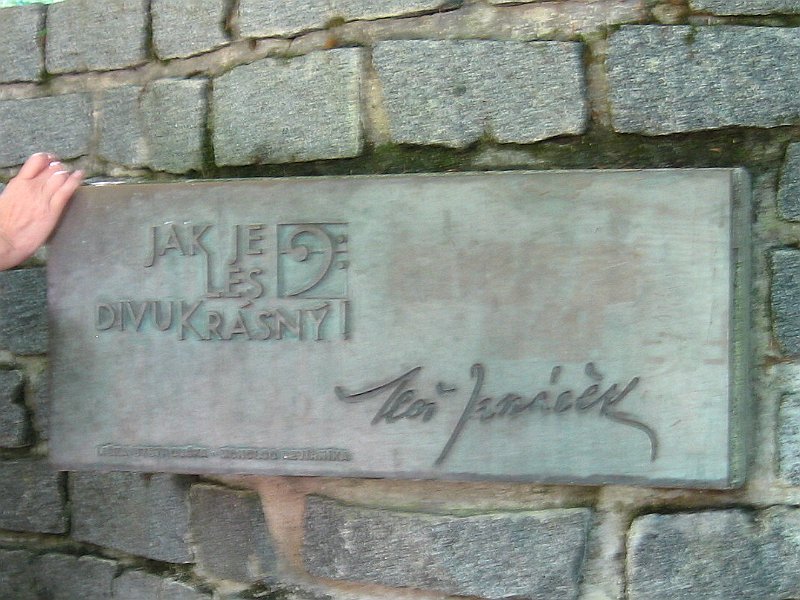 JAK JE
LES
DIVUKRÁSNÝ!
Leoš Janáček